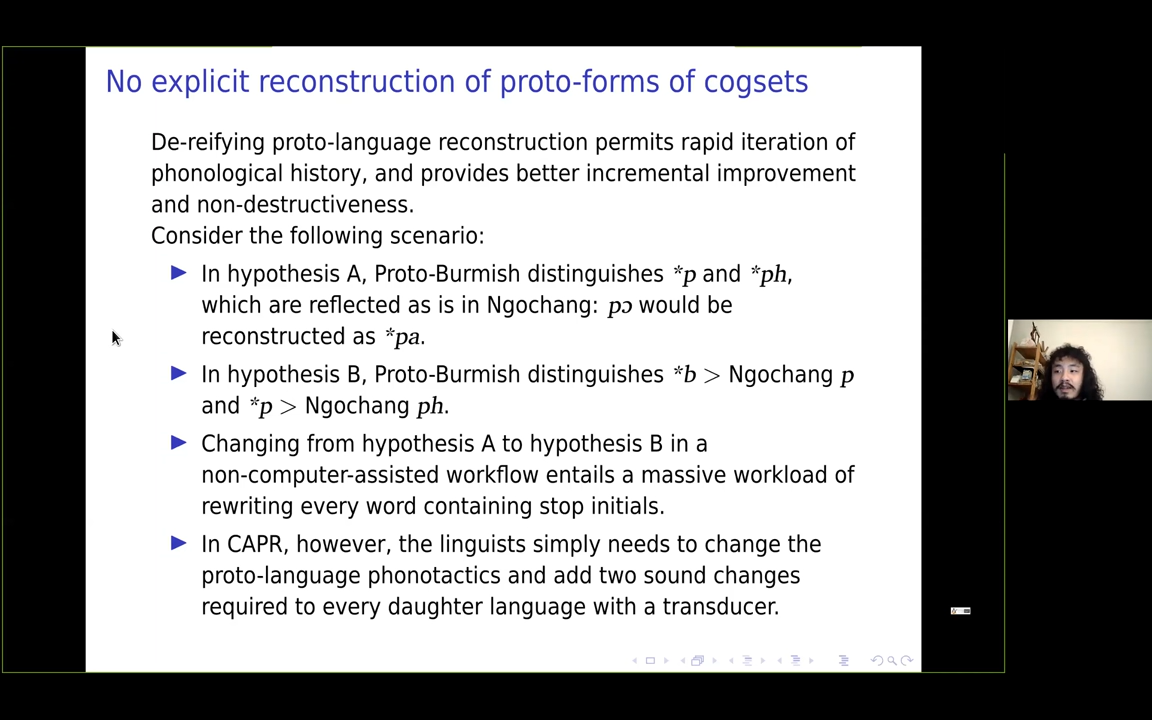 No explicit reconstruction of proto-forms of cogsets
De-reifying proto-language reconstruction permits rapid iteration of
phonological history, and provides better incremental improvement
and non-destructiveness.
Consider the following scenario:
In hypothesis A, Proto-Burmish distinguishes *p and *ph,
which are reflected as is in Ngochang: pɔ would be
reconstructed as *pa.
In hypothesis B, Proto-Burmish distinguishes *b > Ngochang p
and *p > Ngochang ph.
Changing from hypothesis A to hypothesis B in a
non-computer-assisted workflow entails a massive workload of
rewriting every word containing stop initials.
In CAPR, however, the linguists simply needs to change the
proto-language phonotactics and add two sound changes
required to every daughter language with a transducer.